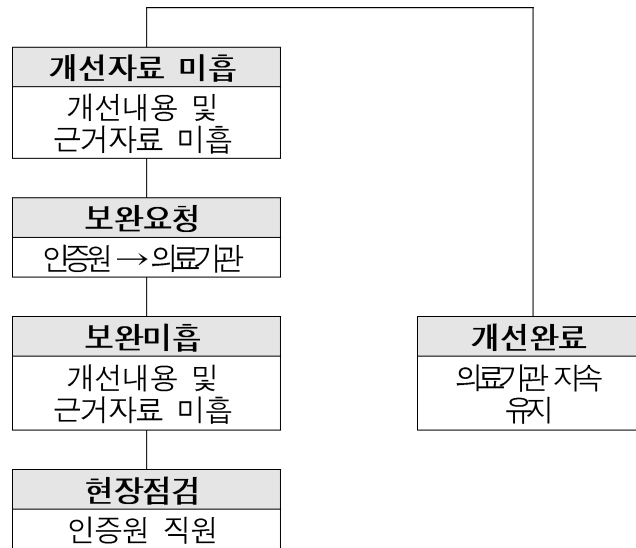 개선자료 미흡
개선내용 및
근거자료 미흡
보완요청
인증원 → 의료기관
보완미흡
개선내용 및
근거자료 미흡
현장점검
인증원 직원
개선완료
의료기관 지속
유지